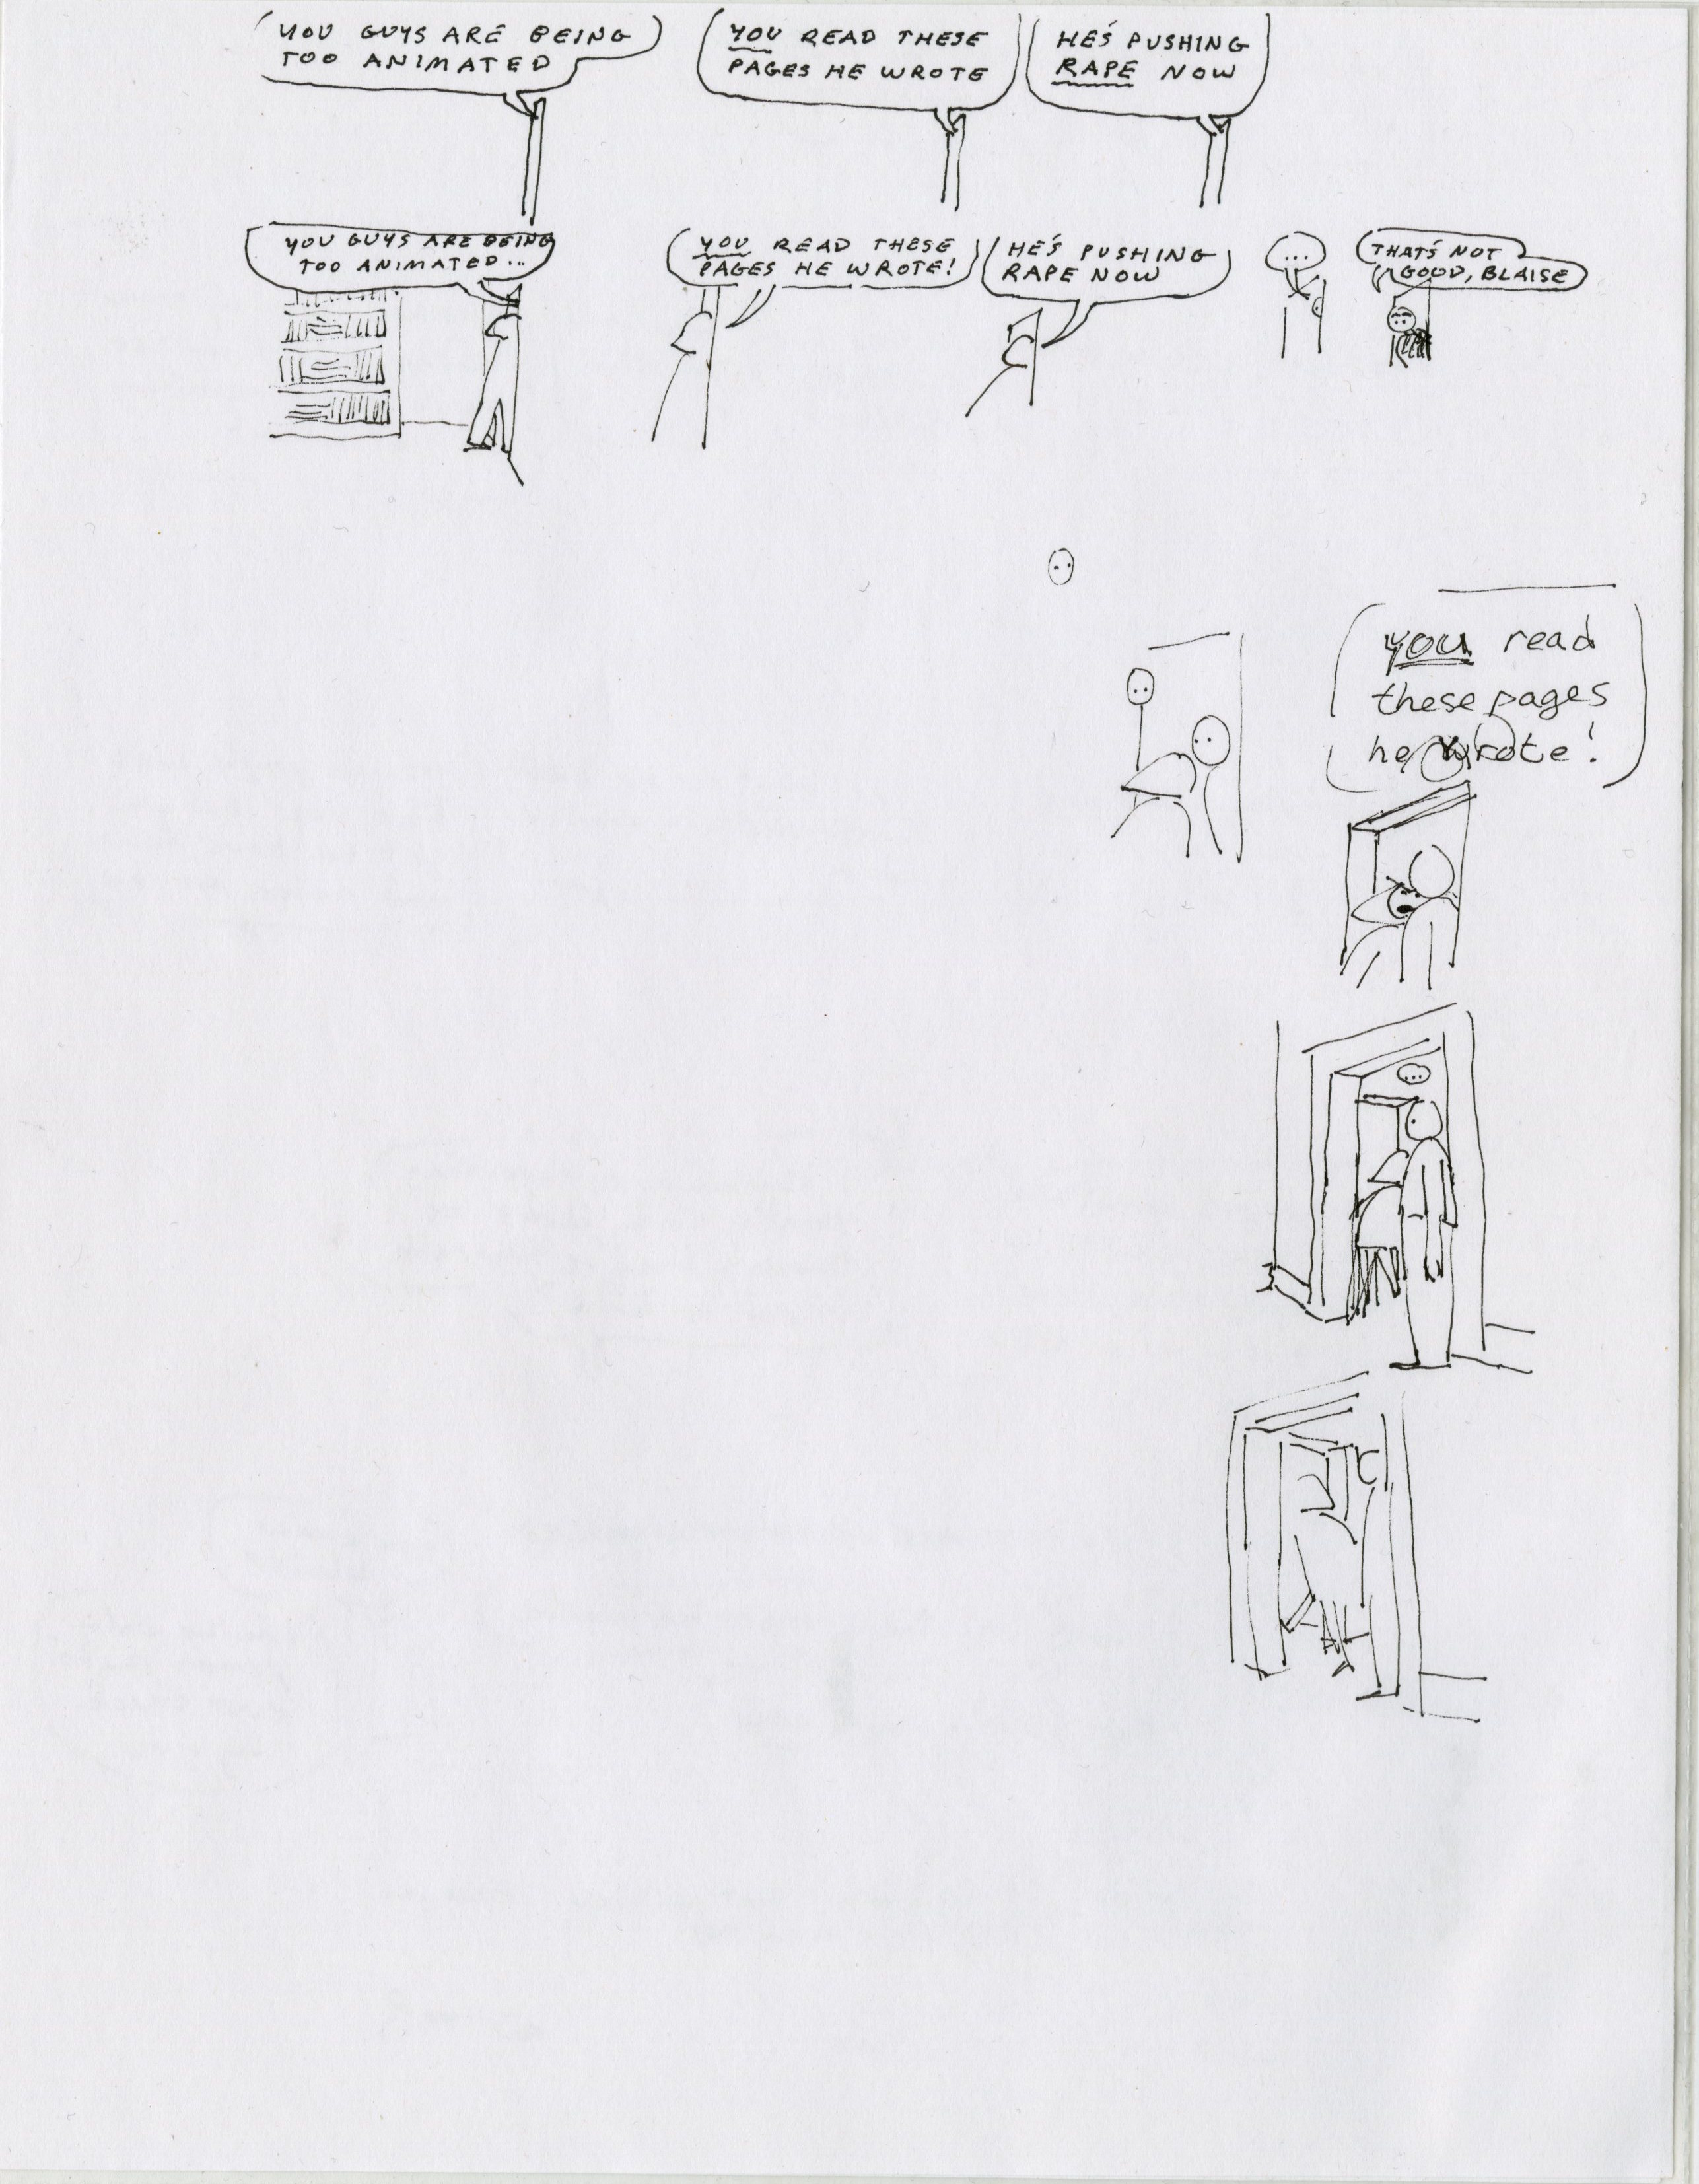 YOU GUYS ARE BEING
TOO ANIMATED
YOU READ THESE
PAGES HE WROTE
HE'S PUSHING
RAPE NOW
YOU GUYS ARE BEING
TOO ANIMATED...
YOU READ THESE
PAGES HE WROTE!
HE'S PUSHING
RAPE NOW
...
THAT'S NOT
GOOD, BLAISE
you read
these pages
he wrote!
...